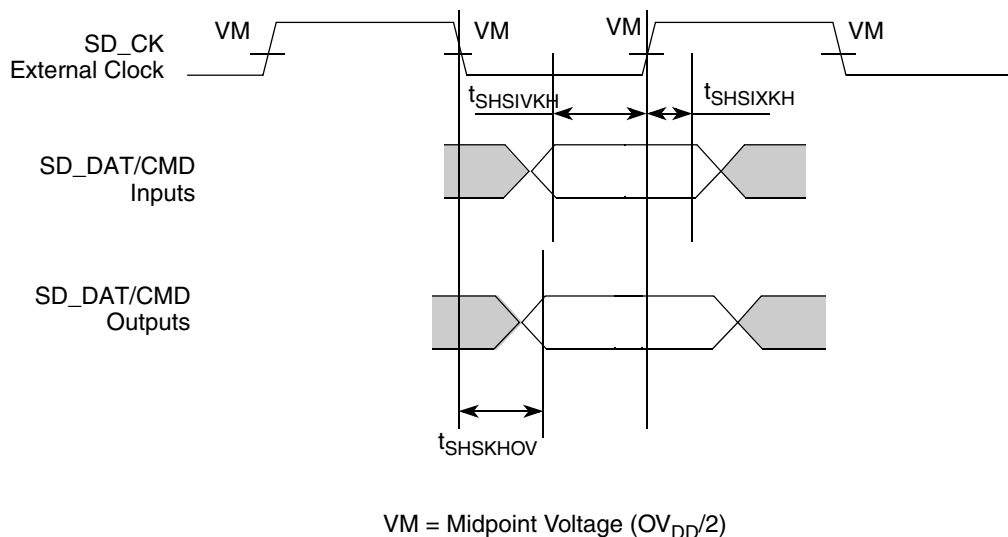 VM VM VM VM
SD_CK
External Clock
tSHSIVKH tSHSIXKH
SD_DAT/CMD
Inputs
SD_DAT/CMD
Outputs
tSHSKHOV
VM = Midpoint Voltage (OVDD/2)